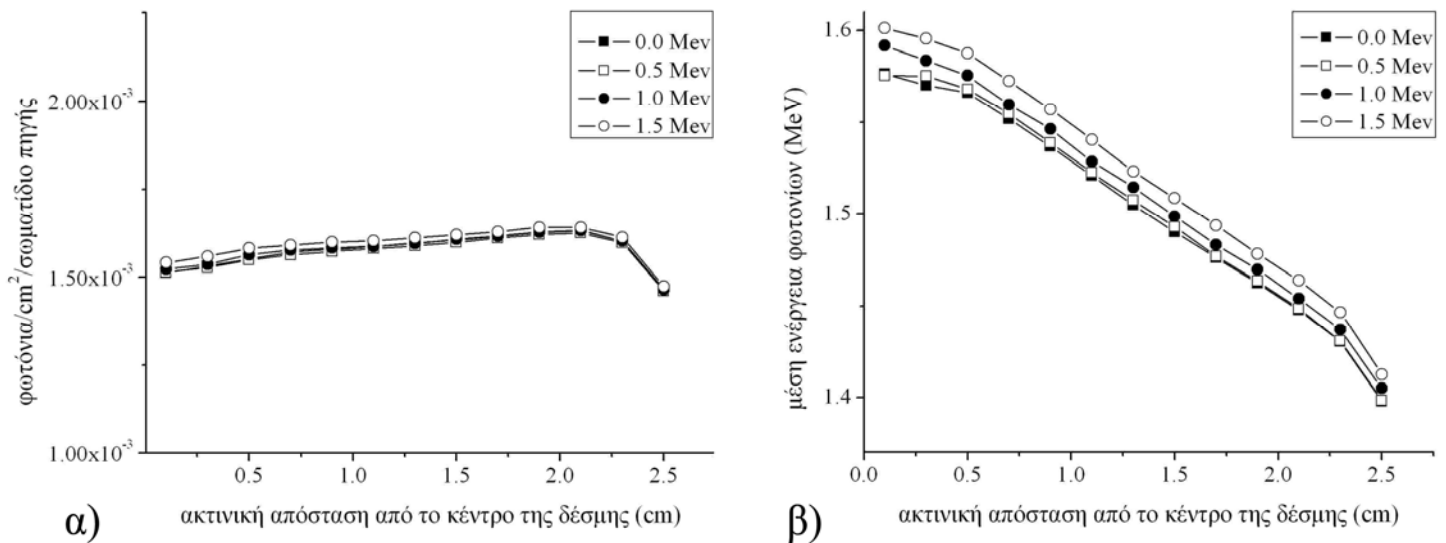 0.0 Mev
0.5 Mev
1.0 Mev
1.5 Mev
φωτόνια/cm²/σωματίδιο πηγής
2.00x10⁻³
1.50x10⁻³
1.00x10⁻³
0.5 1.0 1.5 2.0 2.5
ακτινική απόσταση από το κέντρο της δέσμης (cm)
α)
0.0 Mev
0.5 Mev
1.0 Mev
1.5 Mev
μέση ενέργεια φωτονίων (MeV)
1.6
1.5
1.4
0.0 0.5 1.0 1.5 2.0 2.5
ακτινική απόσταση από το κέντρο της δέσμης (cm)
β)